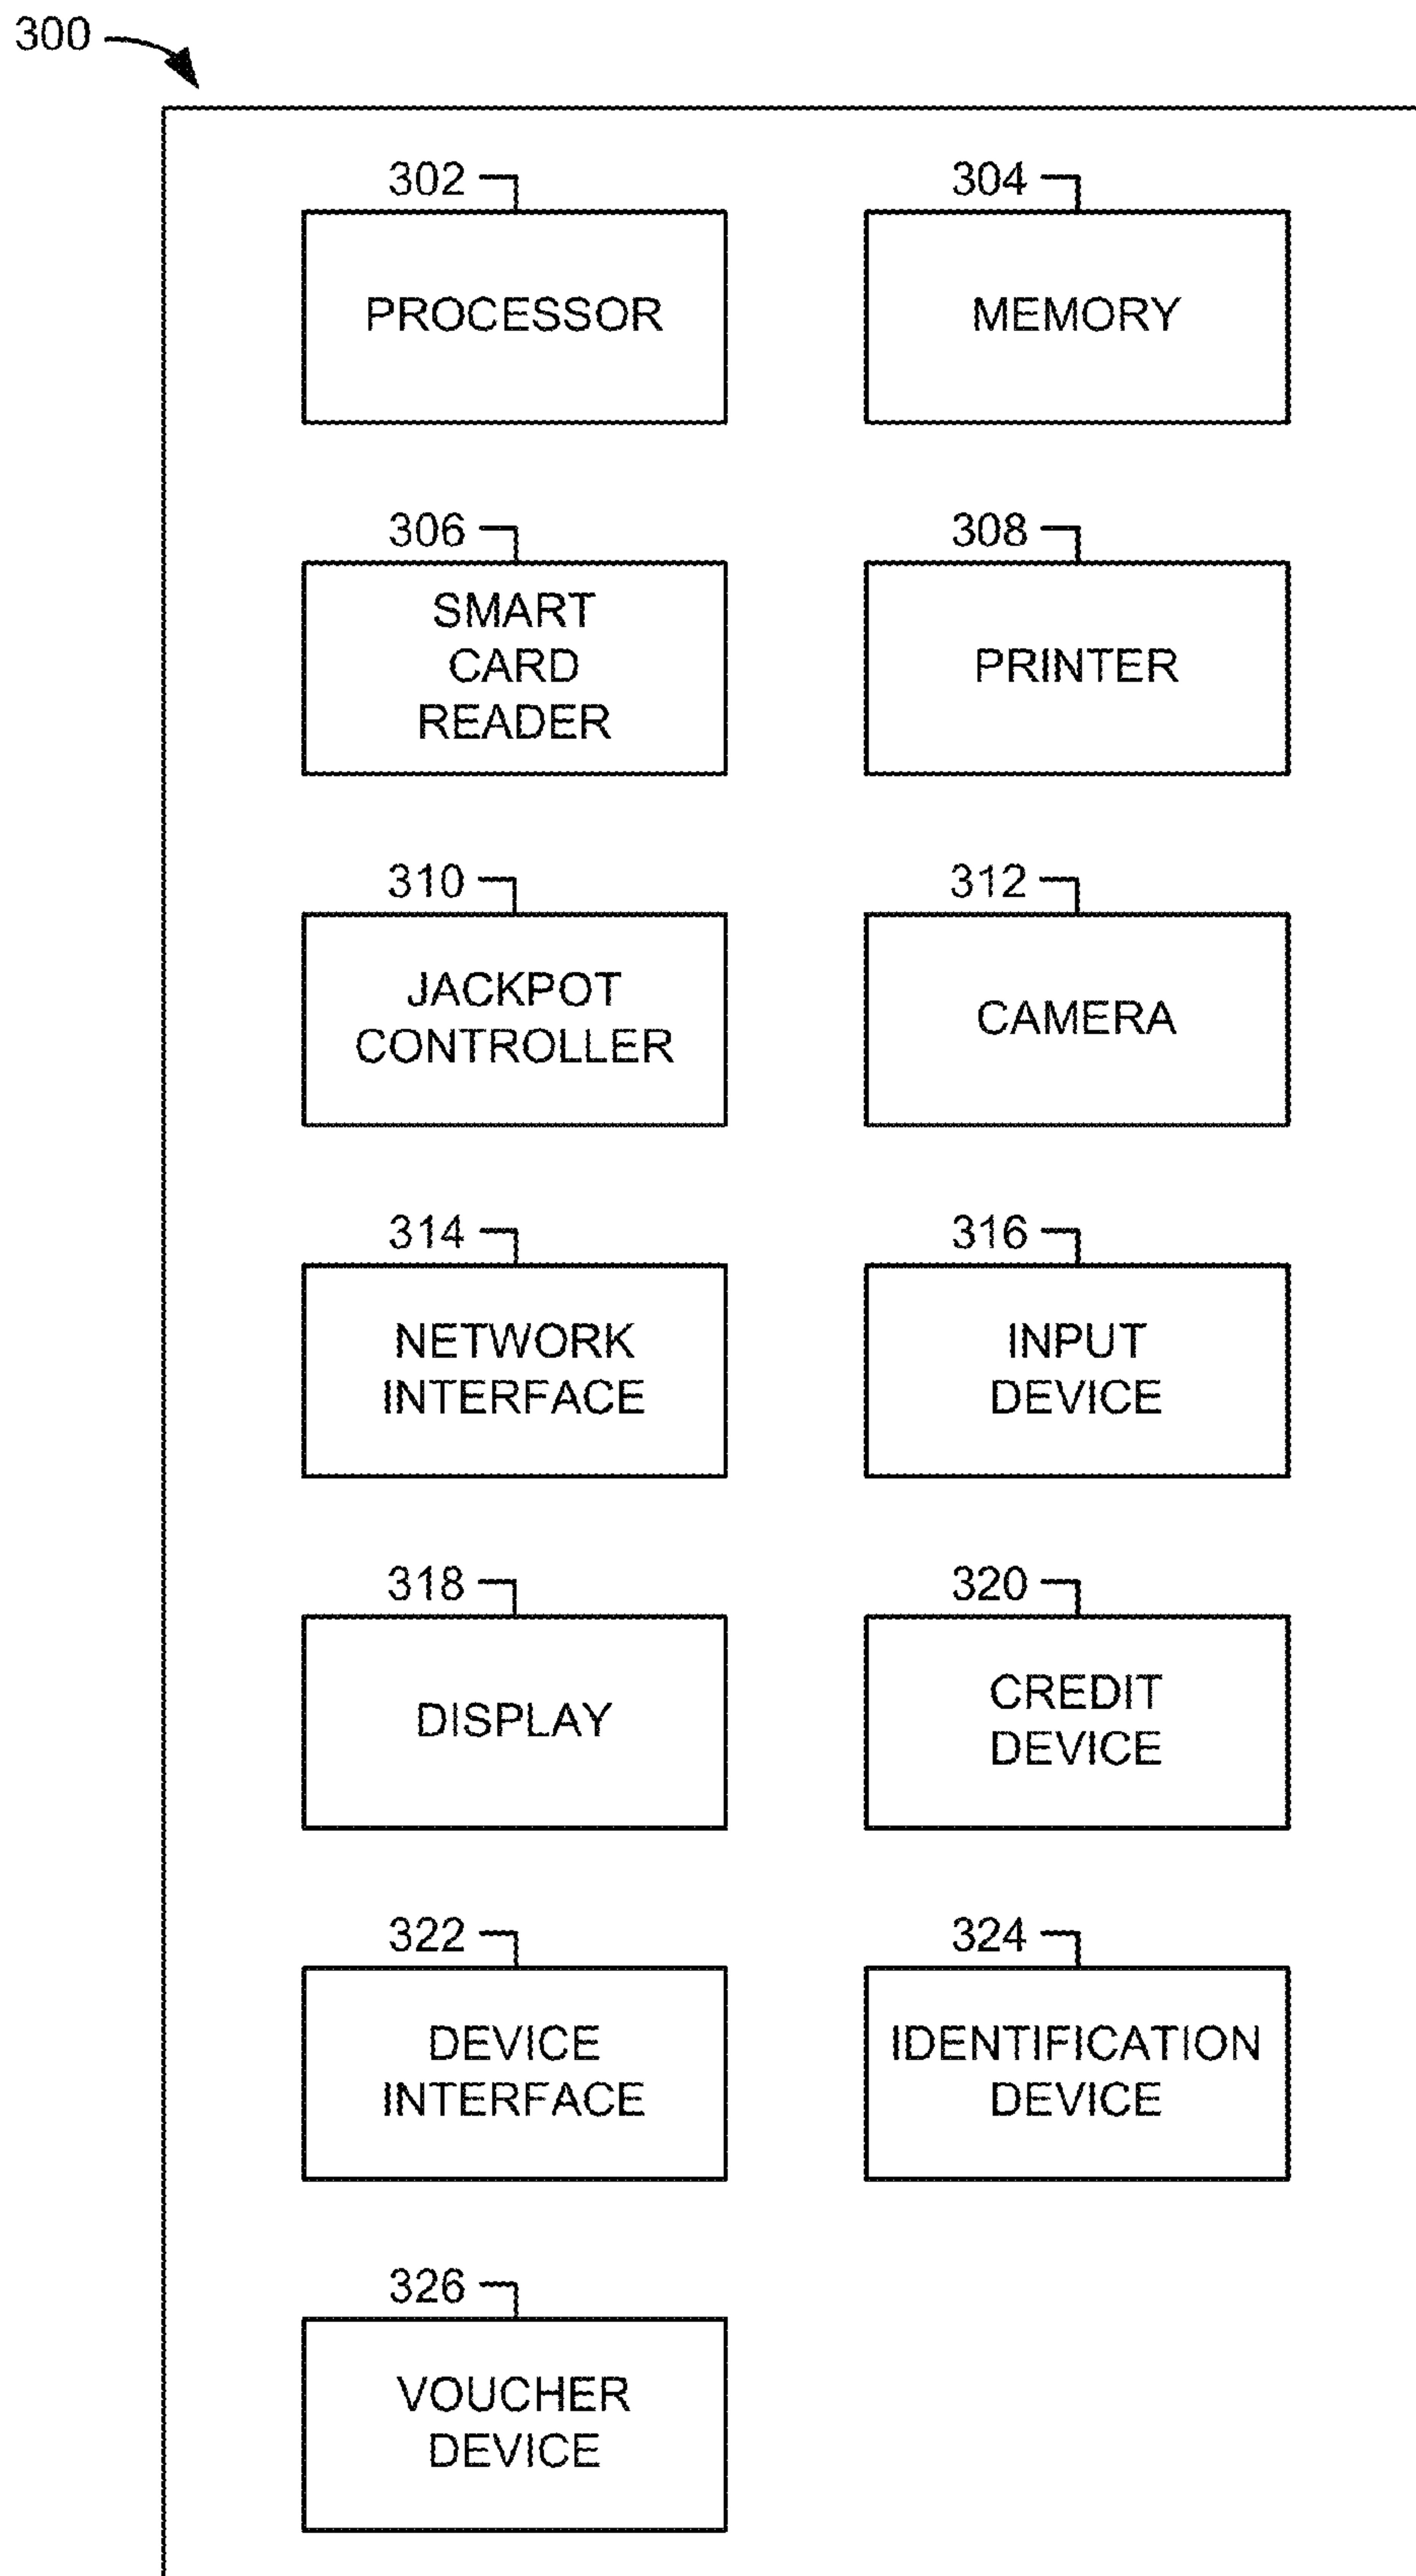 300
302
PROCESSOR
304
MEMORY
306
SMART
CARD
READER
308
PRINTER
310
JACKPOT
CONTROLLER
312
CAMERA
314
NETWORK
INTERFACE
316
INPUT
DEVICE
318
DISPLAY
320
CREDIT
DEVICE
322
DEVICE
INTERFACE
324
IDENTIFICATION
DEVICE
326
VOUCHER
DEVICE